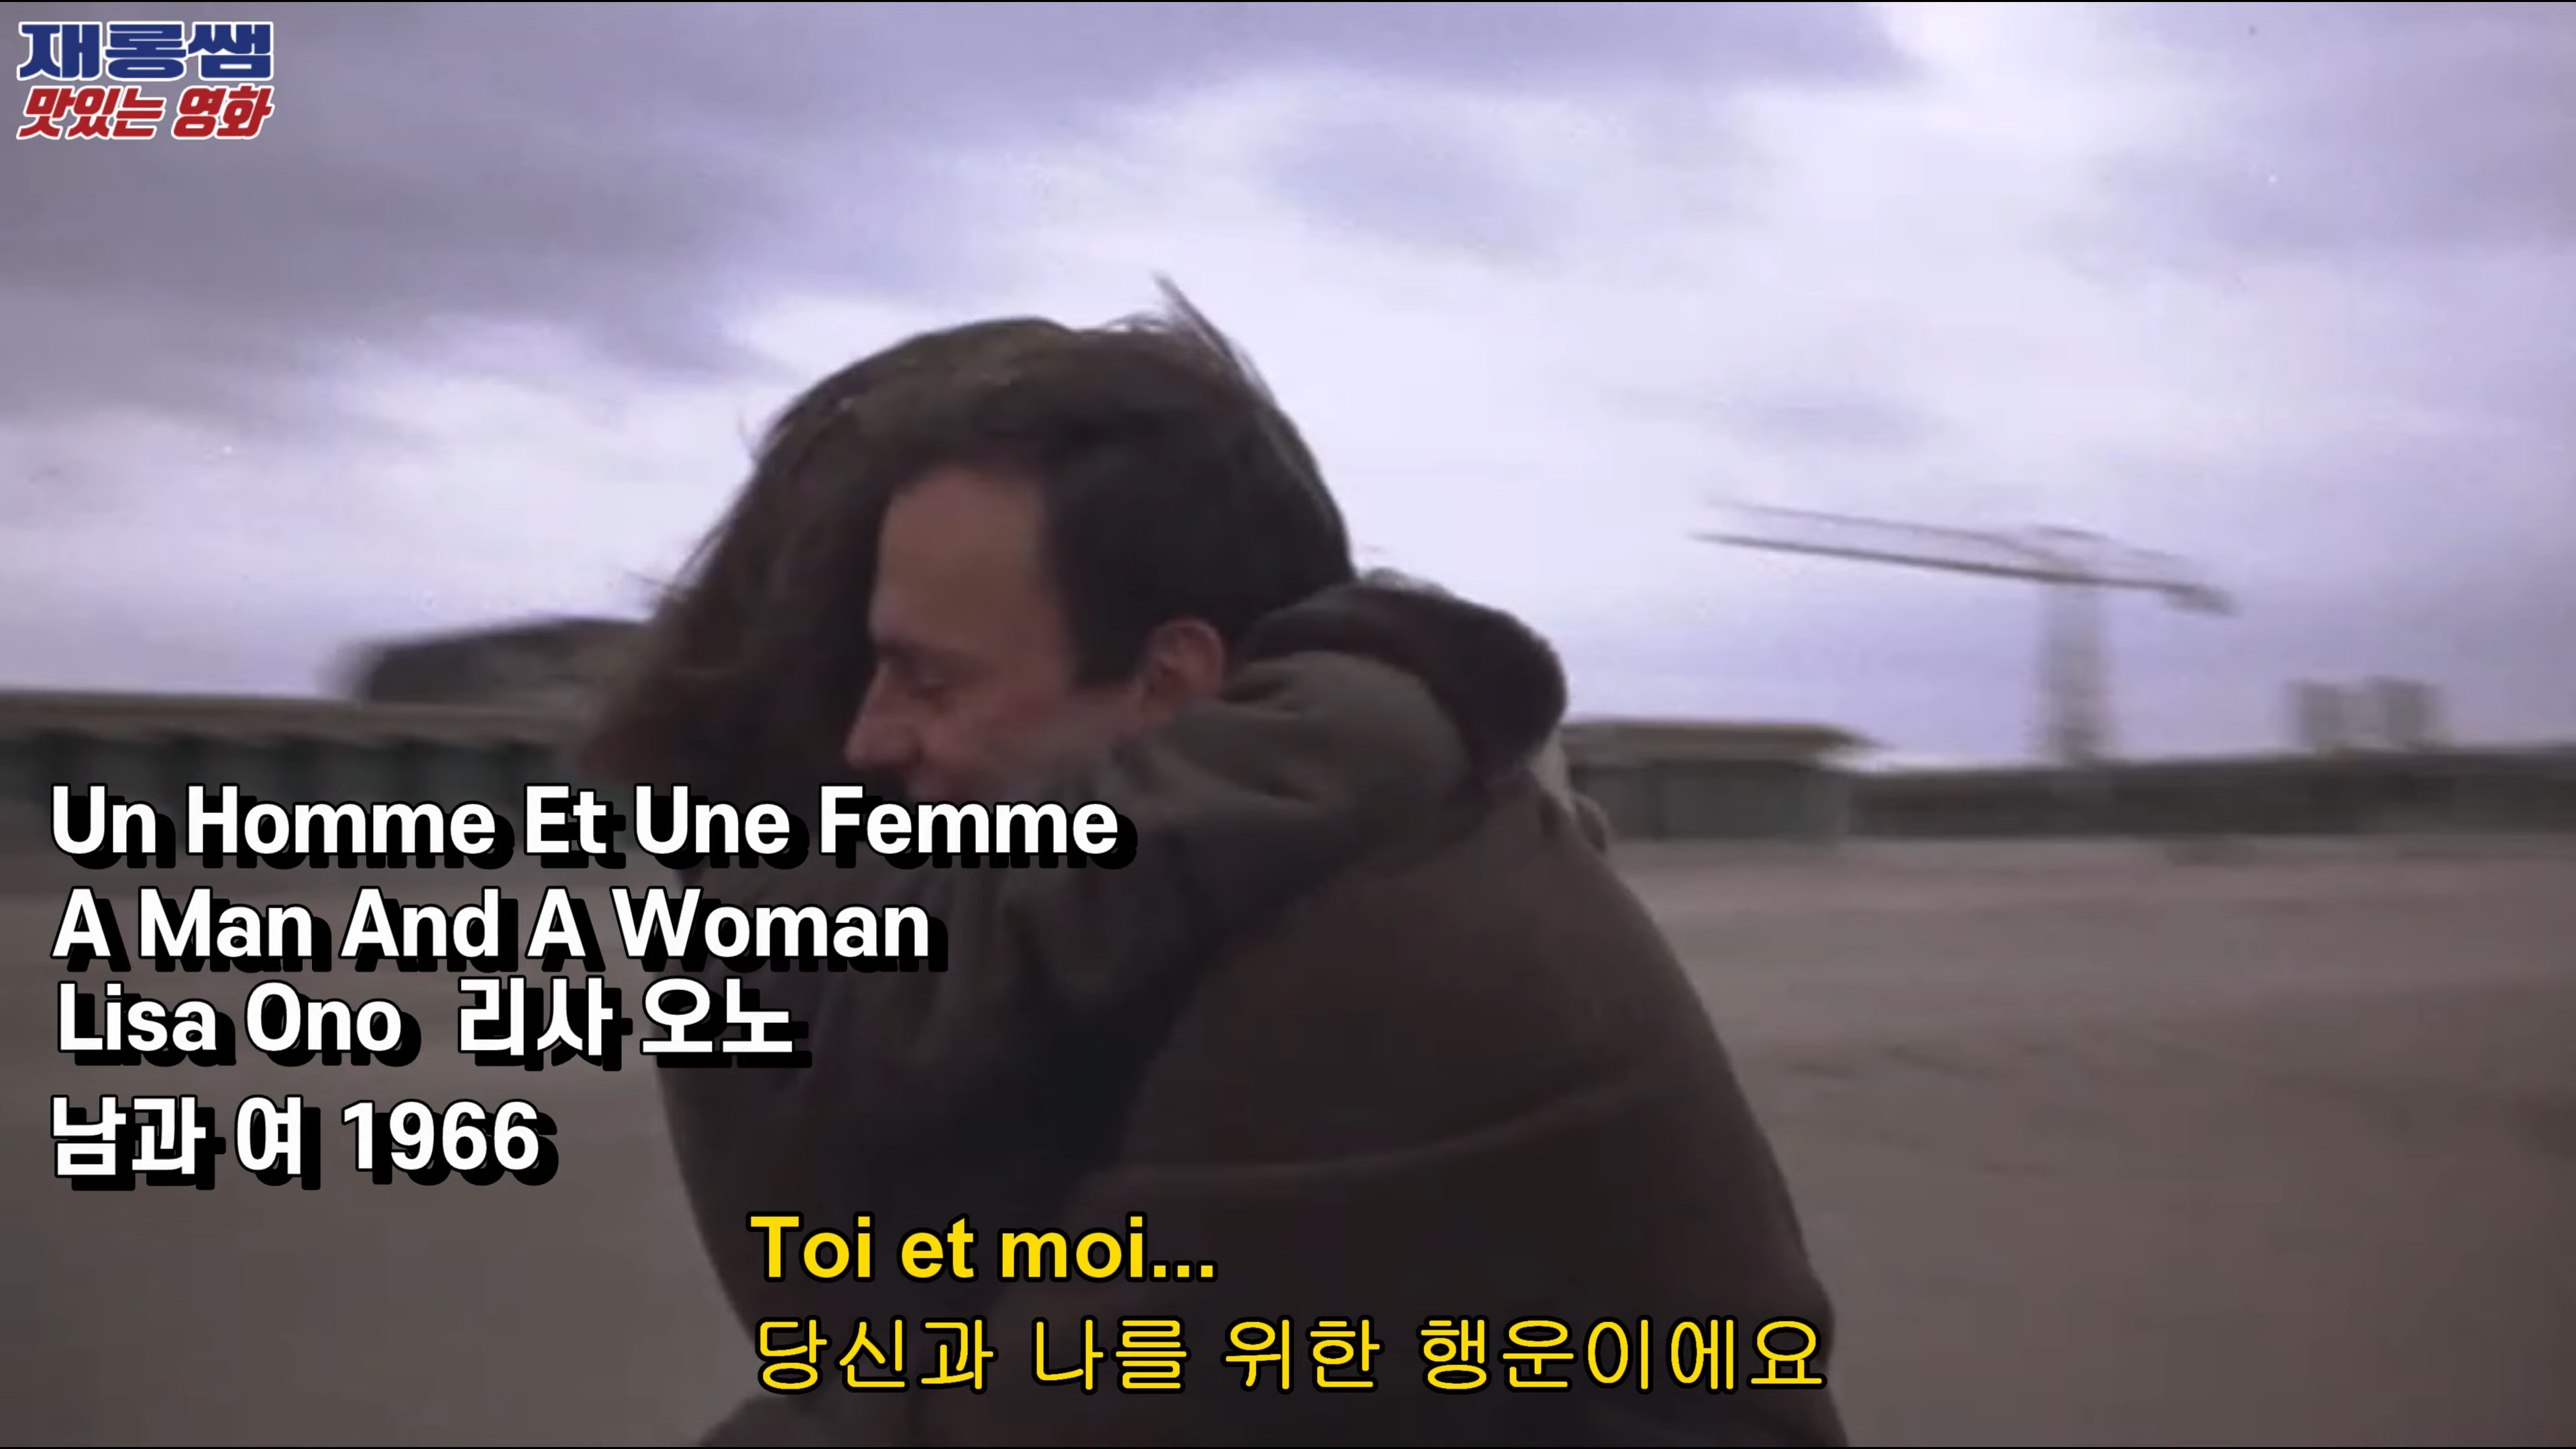 재롱쌤
맛있는 영화
Un Homme Et Une Femme
A Man And A Woman
Lisa Ono 리사 오노
남과 여 1966
Toi et moi...
당신과 나를 위한 행운이에요